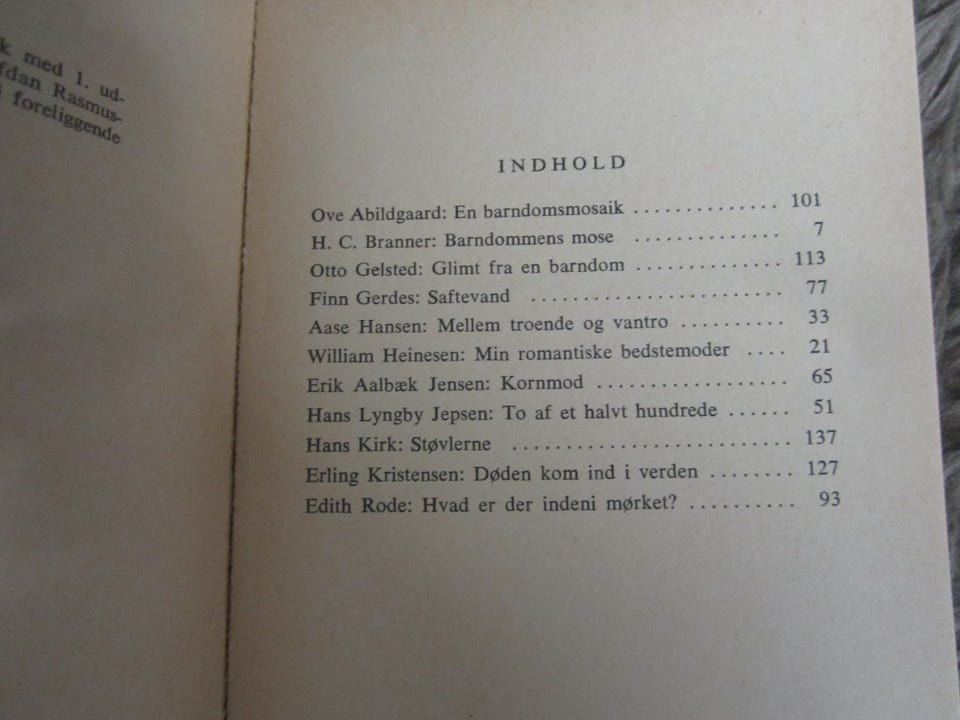 k med 1. ud-
fdan Rasmus-
i foreliggende
INDHOLD
Ove Abildgaard: En barndomsmosaik .............. 101
H. C. Branner: Barndommens mose .............. 7
Otto Gelsted: Glimt fra en barndom .............. 113
Finn Gerdes: Saftevand ........................ 77
Aase Hansen: Mellem troende og vantro .......... 33
William Heinesen: Min romantiske bedstemoder .... 21
Erik Aalbæk Jensen: Kornmod .................. 65
Hans Lyngby Jepsen: To af et halvt hundrede ...... 51
Hans Kirk: Støvlerne .......................... 137
Erling Kristensen: Døden kom ind i verden ........ 127
Edith Rode: Hvad er der indeni mørket? .......... 93